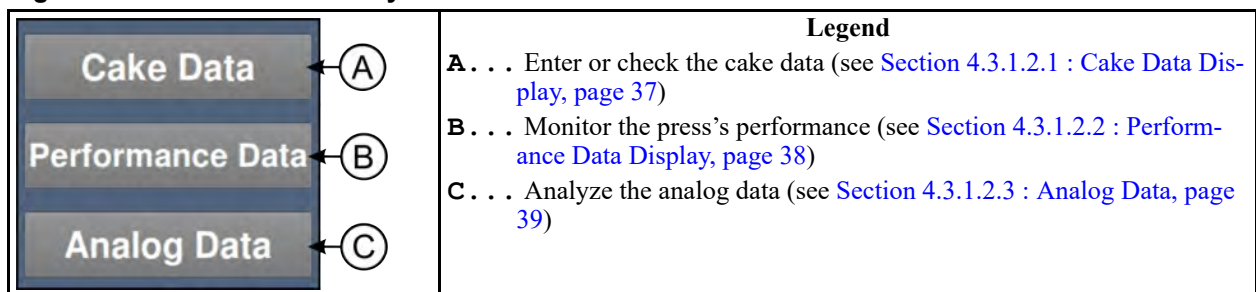 Cake Data
A
Performance Data
B
Analog Data
C
Legend
A... Enter or check the cake data (see Section 4.3.1.2.1 : Cake Data Dis-
play, page 37)
B... Monitor the press's performance (see Section 4.3.1.2.2 : Perform-
ance Data Display, page 38)
C... Analyze the analog data (see Section 4.3.1.2.3 : Analog Data, page
39)